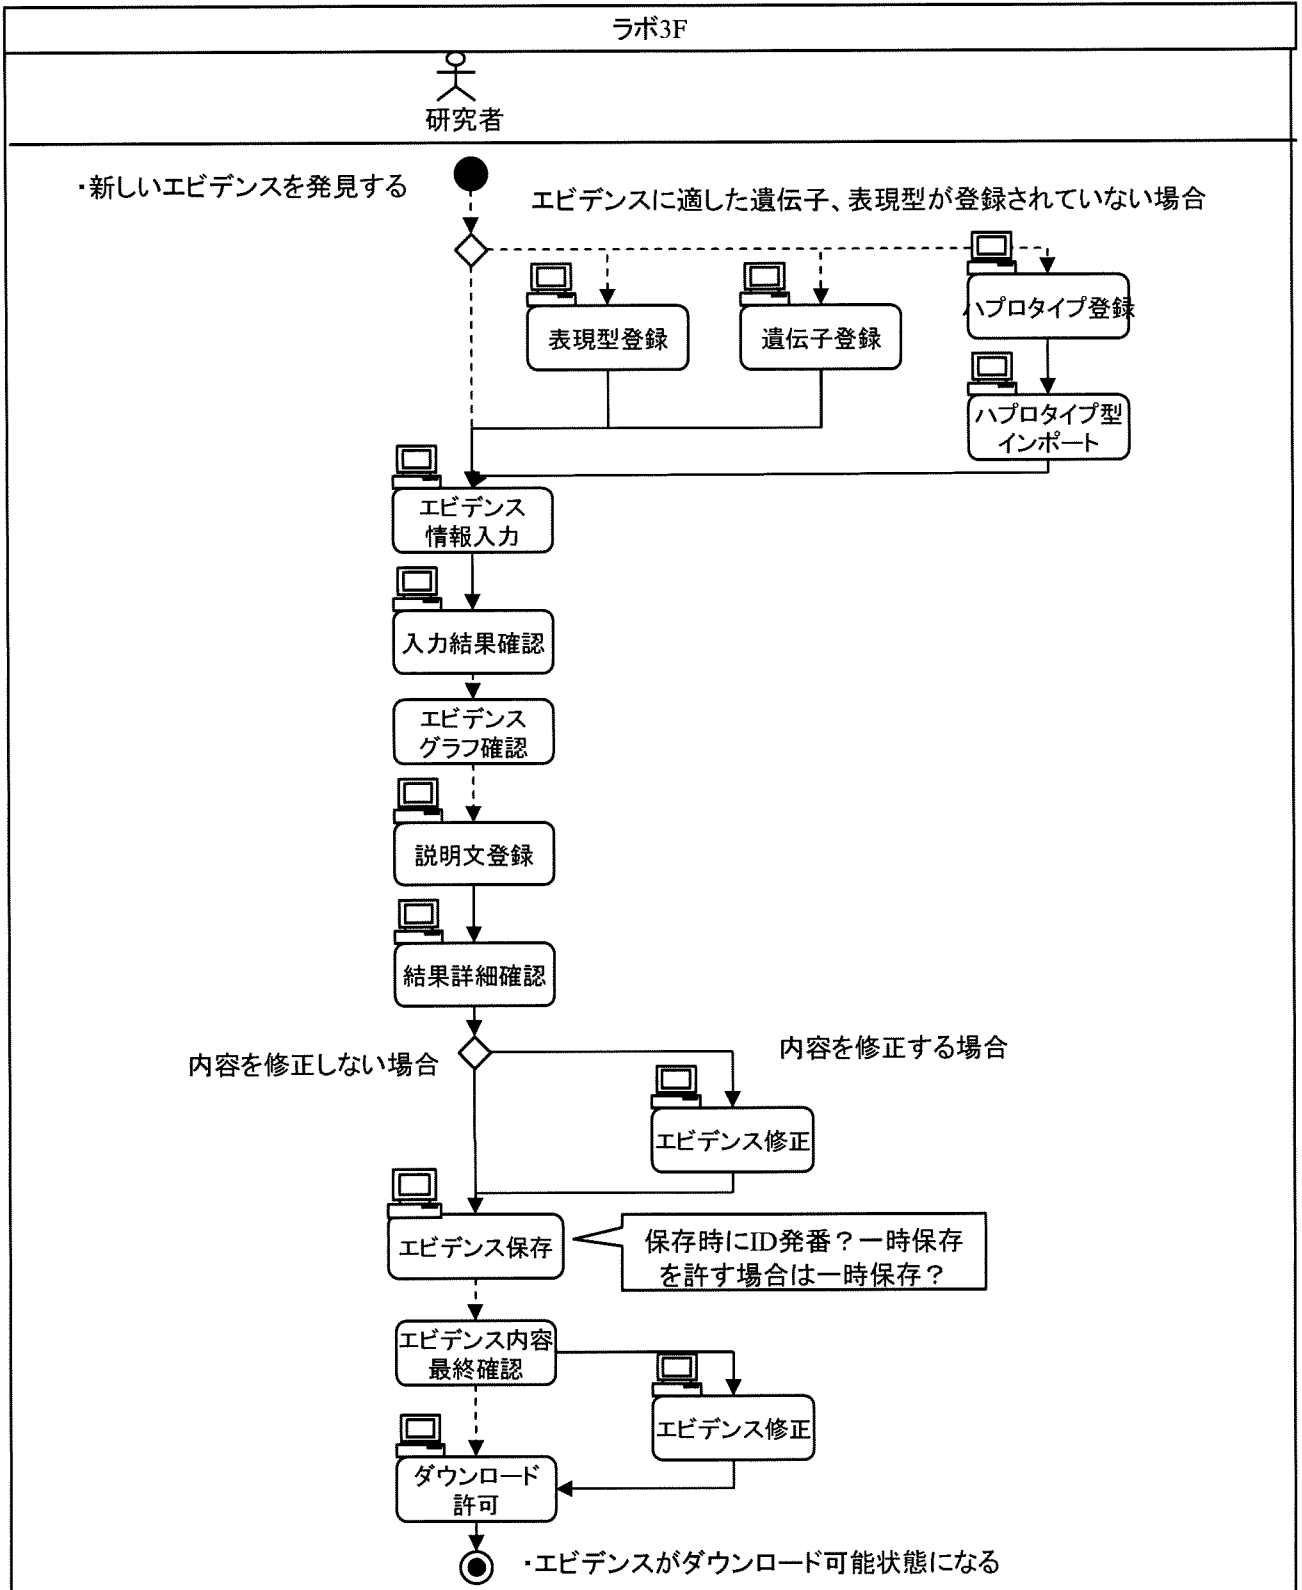 ラボ3F
研究者
・新しいエビデンスを発見する
エビデンスに適した遺伝子、表現型が登録されていない場合
表現型登録
遺伝子登録
ハプロタイプ登録
ハプロタイプ型
インポート
エビデンス
情報入力
入力結果確認
エビデンス
グラフ確認
説明文登録
結果詳細確認
内容を修正しない場合
内容を修正する場合
エビデンス修正
エビデンス保存
保存時にID発番？一時保存
を許す場合は一時保存？
エビデンス内容
最終確認
エビデンス修正
ダウンロード
許可
・エビデンスがダウンロード可能状態になる